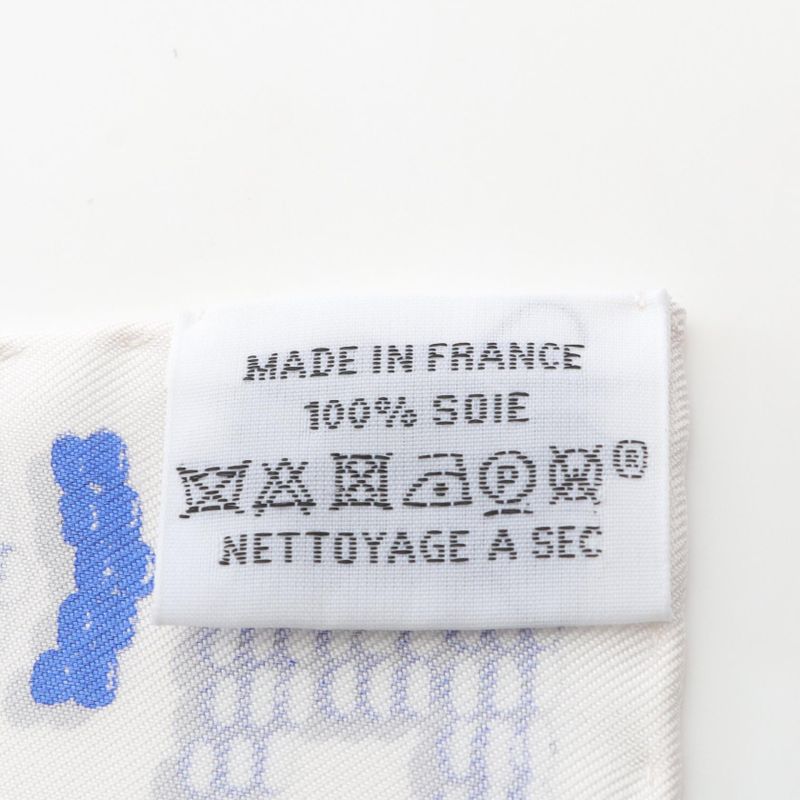 MADE IN FRANCE
100% SOIE
P W ®
NETTOYAGE A SEC